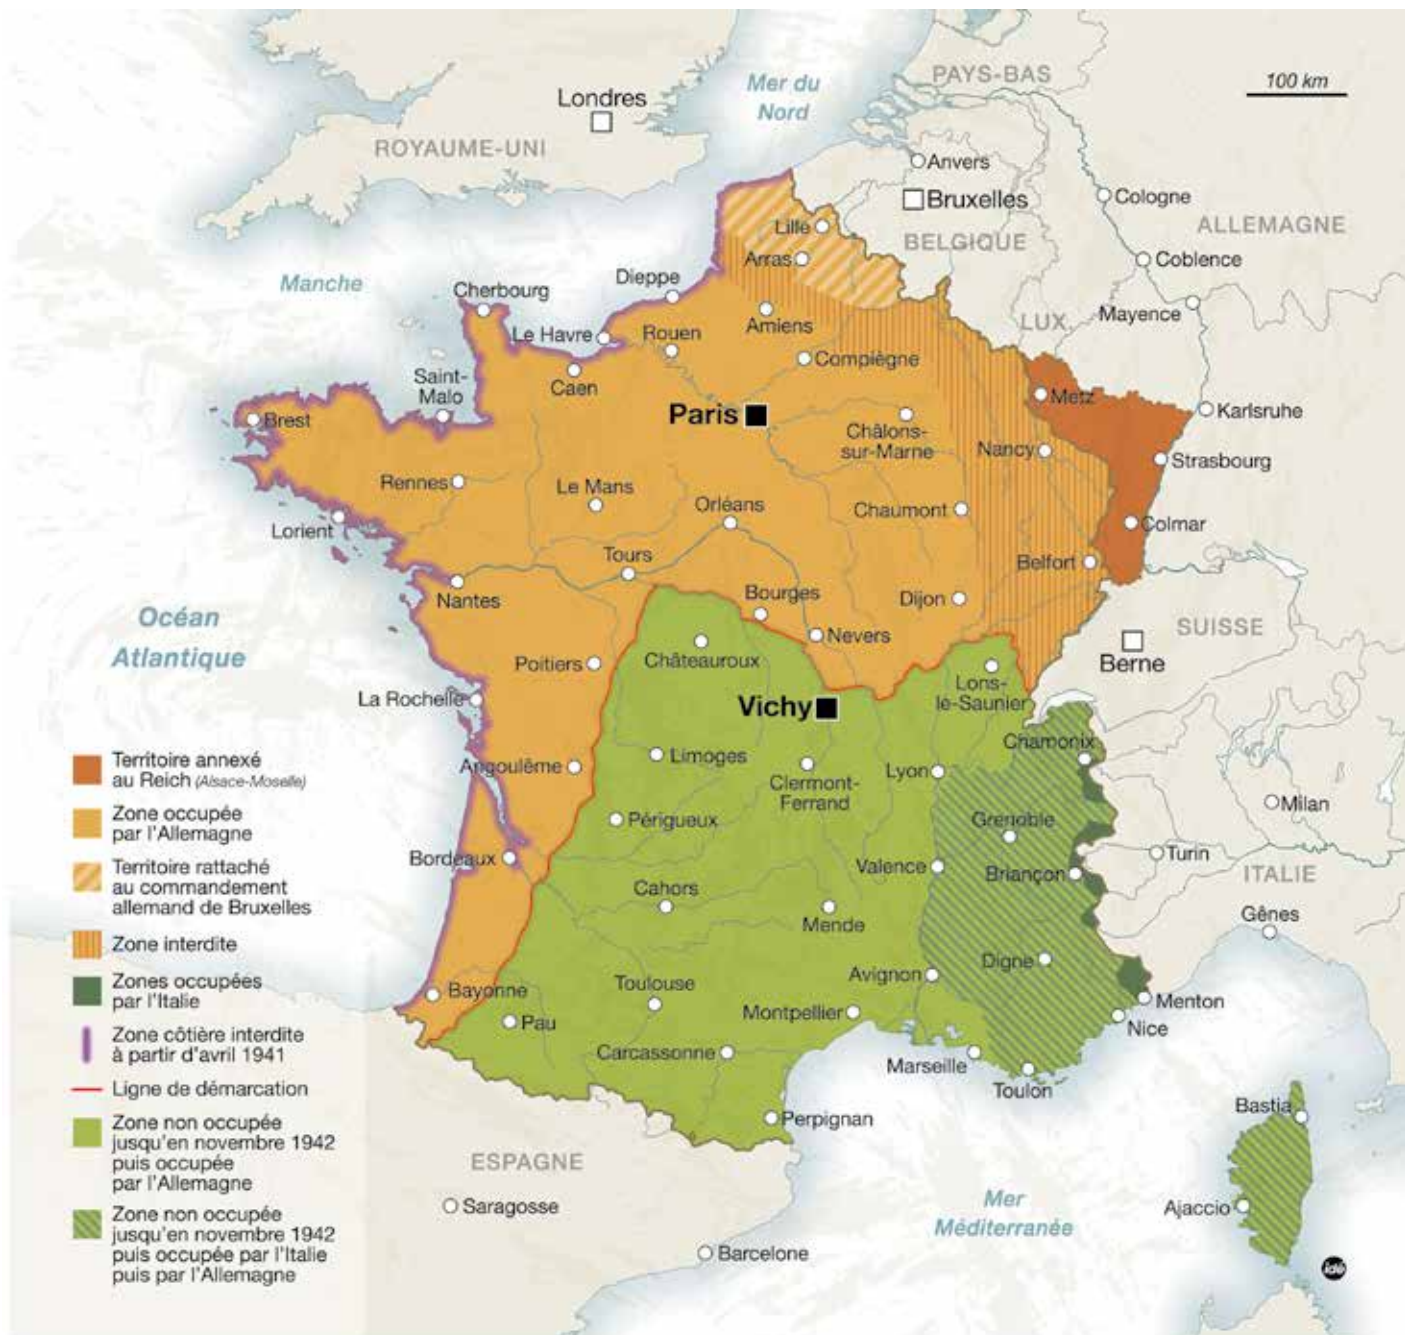 Mer du
Nord
PAYS-BAS
100 km
Londres
ROYAUME-UNI
Anvers
Bruxelles
Cologne
ALLEMAGNE
Lille
BELGIQUE
Arras
Coblence
Manche
Dieppe
Cherbourg
Mayence
LUX
Le Havre
Rouen
Amiens
Compiègne
Caen
Saint-
Malo
Metz
Karlsruhe
Brest
Paris
Châlons-
sur-Marne
Nancy
Strasbourg
Rennes
Le Mans
Orléans
Chaumont
Colmar
Lorient
Tours
Belfort
Nantes
Bourges
Dijon
Océan
Atlantique
Nevers
SUISSE
Berne
Poitiers
Châteauroux
La Rochelle
Vichy
Lons-
le-Saunier
Chamonix
Limoges
Angoulême
Clermont-
Ferrand
Lyon
Milan
Périgueux
Grenoble
Bordeaux
Valence
Briançon
Turin
ITALIE
Cahors
Mende
Gênes
Avignon
Digne
Bayonne
Toulouse
Menton
Pau
Montpellier
Nice
Carcassonne
Marseille
Toulon
Perpignan
Bastia
ESPAGNE
Saragosse
Mer
Méditerranée
Ajaccio
Barcelone
idé
Territoire annexé
au Reich (Alsace-Moselle)
Zone occupée
par l'Allemagne
Territoire rattaché
au commandement
allemand de Bruxelles
Zone interdite
Zones occupées
par l'Italie
Zone côtière interdite
à partir d'avril 1941
Ligne de démarcation
Zone non occupée
jusqu'en novembre 1942
puis occupée
par l'Allemagne
Zone non occupée
jusqu'en novembre 1942
puis occupée par l'Italie
puis par l'Allemagne